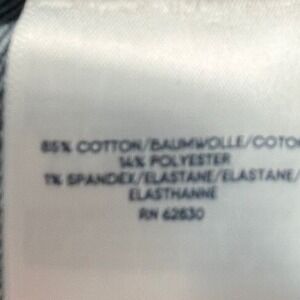 85% COTTON/BAUMWOLLE/COTO
14% POLYESTER
1% SPANDEX/ELASTANE/ELASTANE/
ELASTHANNE
RN 62830